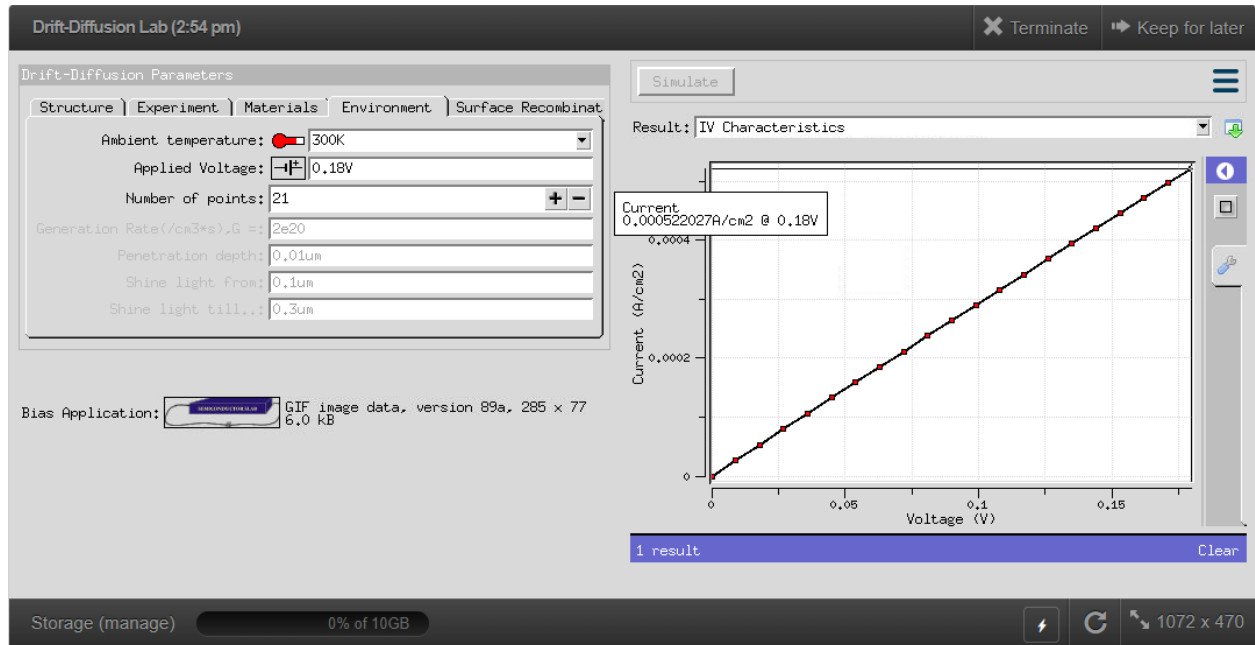 Drift-Diffusion Lab (2:54 pm)
Terminate
Keep for later
Drift-Diffusion Parameters
Structure
Experiment
Materials
Environment
Surface Recombinat
Ambient temperature: 300K
Applied Voltage: 0.18V
Number of points: 21
Generation Rate(/cm3*s),G =: 2e20
Penetration depth: 0.01um
Shine light from: 0.1um
Shine light till..: 0.3um
Bias Application:
SEMICONDUCTOR SLAB
GIF image data, version 89a, 285 x 77
6.0 kB
Simulate
Result: IV Characteristics
Current
0.000522027A/cm2 @ 0.18V
0.0004
0.0002
0
Current (A/cm2)
0
0.05
0.1
0.15
Voltage (V)
1 result
Clear
Storage (manage)
0% of 10GB
1072 x 470